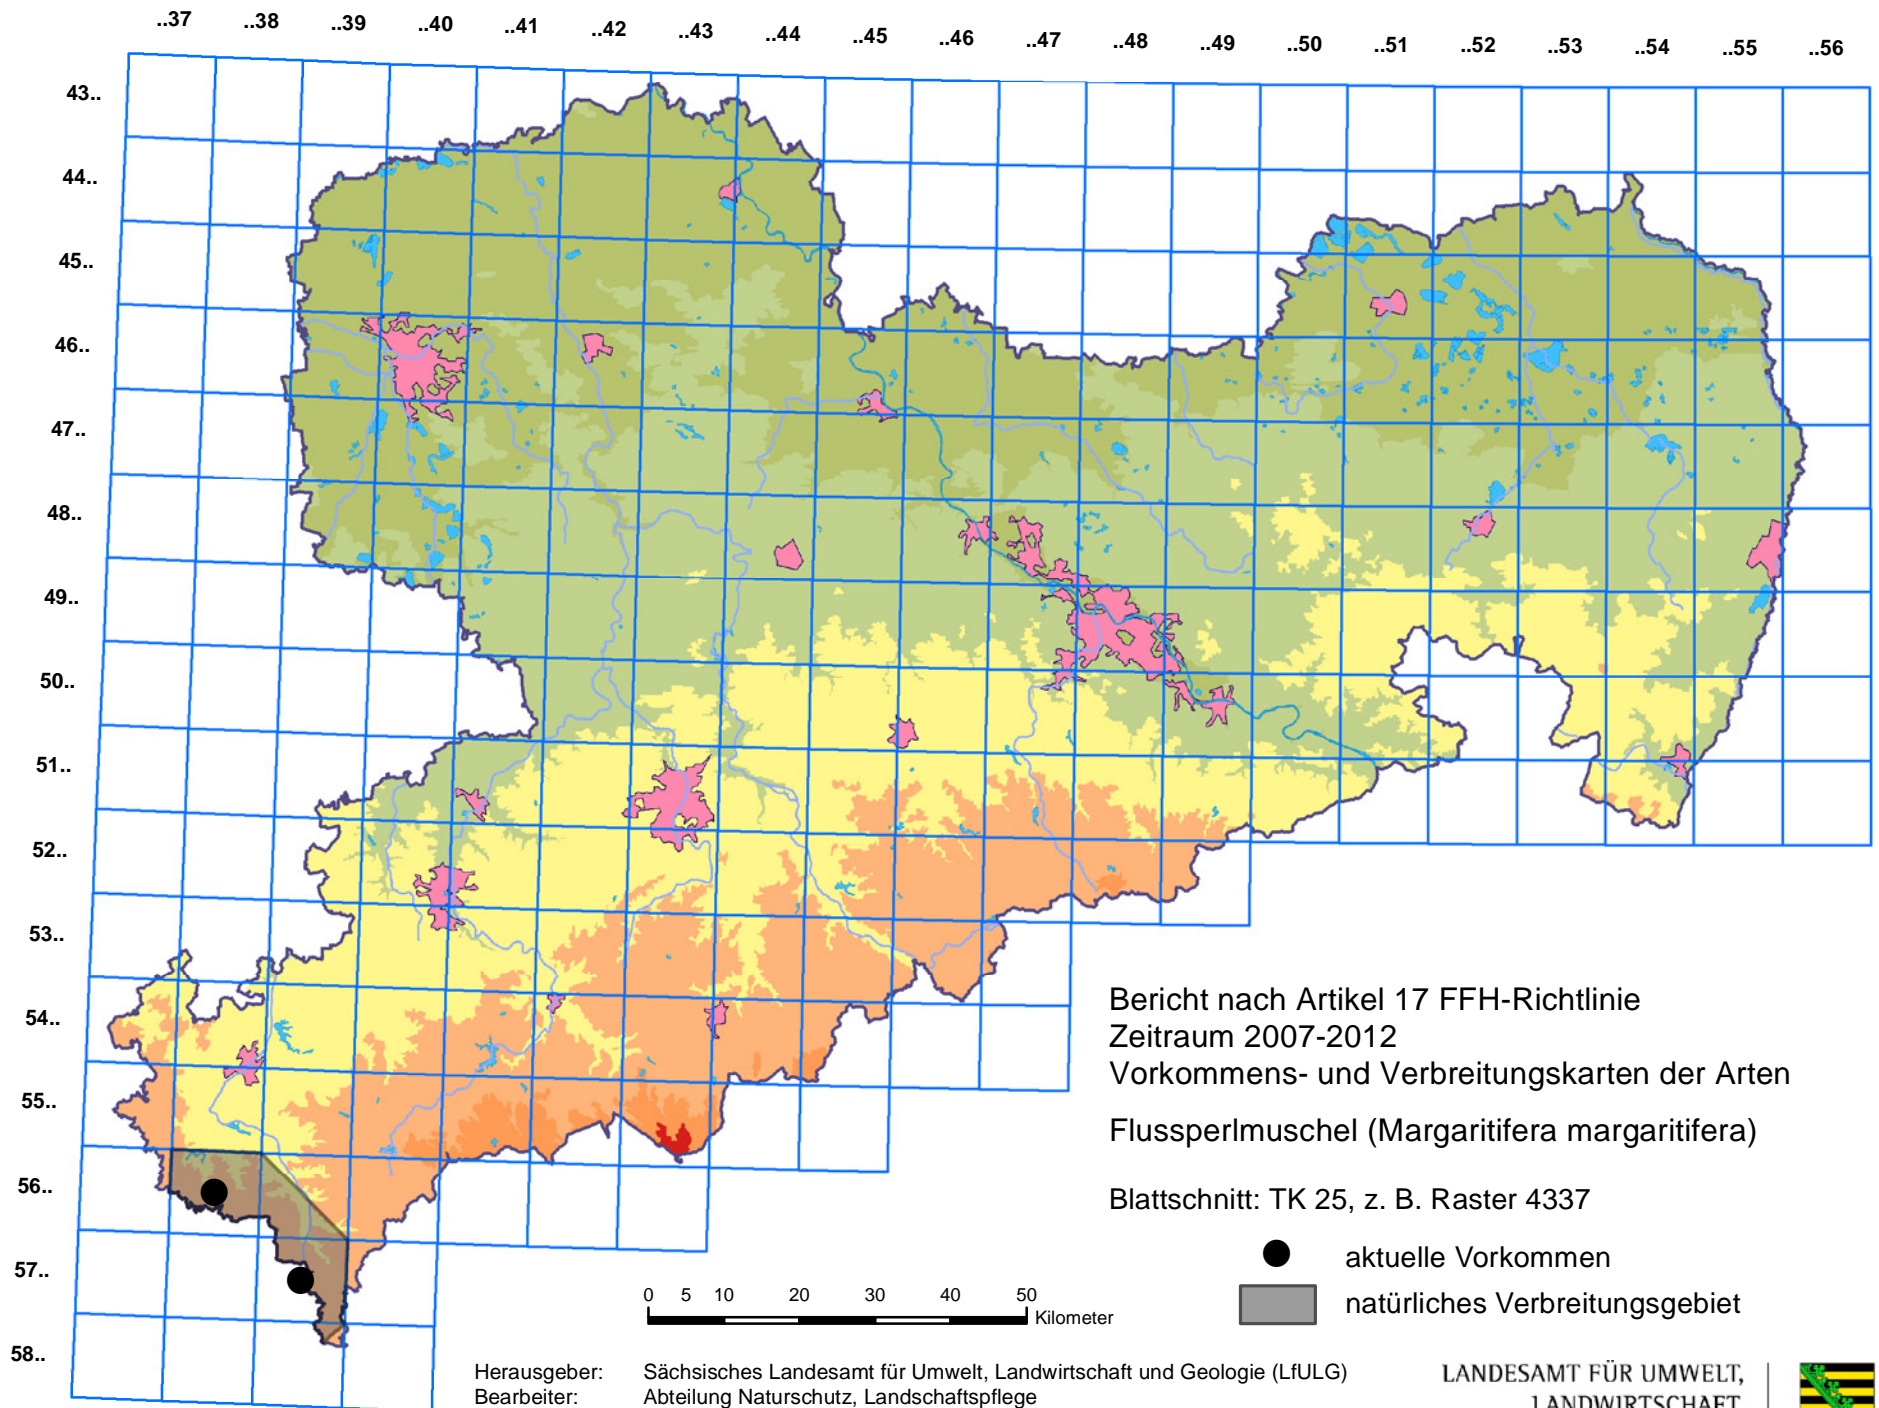 ..37 ..38 ..39 ..40 ..41 ..42 ..43 ..44 ..45 ..46 ..47 ..48 ..49 ..50 ..51 ..52 ..53 ..54 ..55 ..56
43..
44..
45..
46..
47..
48..
49..
50..
51..
52..
53..
54..
55..
56..
57..
58..
Bericht nach Artikel 17 FFH-Richtlinie
Zeitraum 2007-2012
Vorkommens- und Verbreitungskarten der Arten
Flussperlmuschel (Margaritifera margaritifera)
Blattschnitt: TK 25, z. B. Raster 4337
aktuelle Vorkommen
natürliches Verbreitungsgebiet
0 5 10 20 30 40 50
Kilometer
Herausgeber: Sächsisches Landesamt für Umwelt, Landwirtschaft und Geologie (LfULG)
Bearbeiter: Abteilung Naturschutz, Landschaftspflege
LANDESAMT FÜR UMWELT,
LANDWIRTSCHAFT